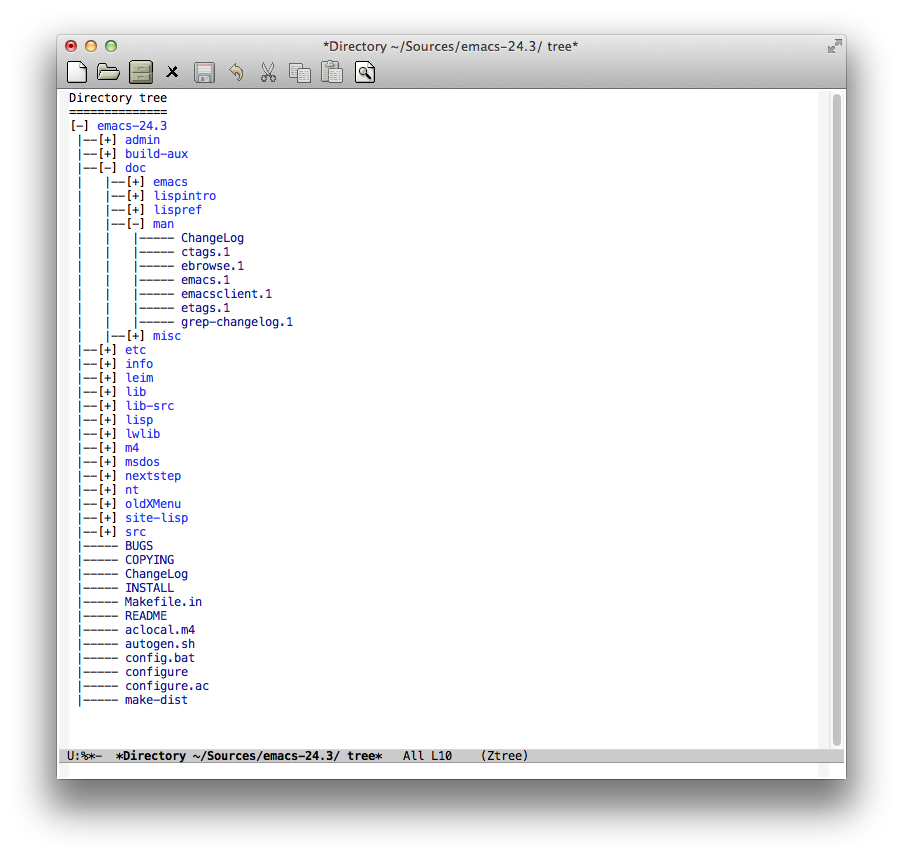 *Directory ~/Sources/emacs-24.3/ tree*
Directory tree
==============
[-] emacs-24.3
 |--[+] admin
 |--[+] build-aux
 |--[-] doc
 |   |--[+] emacs
 |   |--[+] lispintro
 |   |--[+] lispref
 |   |--[-] man
 |   |   |----- ChangeLog
 |   |   |----- ctags.1
 |   |   |----- ebrowse.1
 |   |   |----- emacs.1
 |   |   |----- emacsclient.1
 |   |   |----- etags.1
 |   |   |----- grep-changelog.1
 |   |--[+] misc
 |--[+] etc
 |--[+] info
 |--[+] leim
 |--[+] lib
 |--[+] lib-src
 |--[+] lisp
 |--[+] lwlib
 |--[+] m4
 |--[+] msdos
 |--[+] nextstep
 |--[+] nt
 |--[+] oldXMenu
 |--[+] site-lisp
 |--[+] src
 |----- BUGS
 |----- COPYING
 |----- ChangeLog
 |----- INSTALL
 |----- Makefile.in
 |----- README
 |----- aclocal.m4
 |----- autogen.sh
 |----- config.bat
 |----- configure
 |----- configure.ac
 |----- make-dist
U:%*-  *Directory ~/Sources/emacs-24.3/ tree*   All L10    (Ztree)